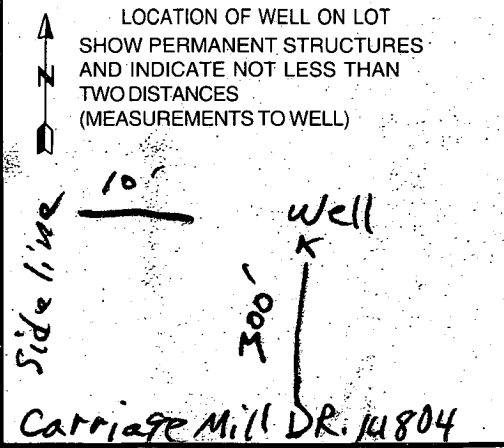 LOCATION OF WELL ON LOT
SHOW PERMANENT STRUCTURES
AND INDICATE NOT LESS THAN
TWO DISTANCES
(MEASUREMENTS TO WELL)
N
10'
Well
Side line
300'
Carriage Mill DR. 14804